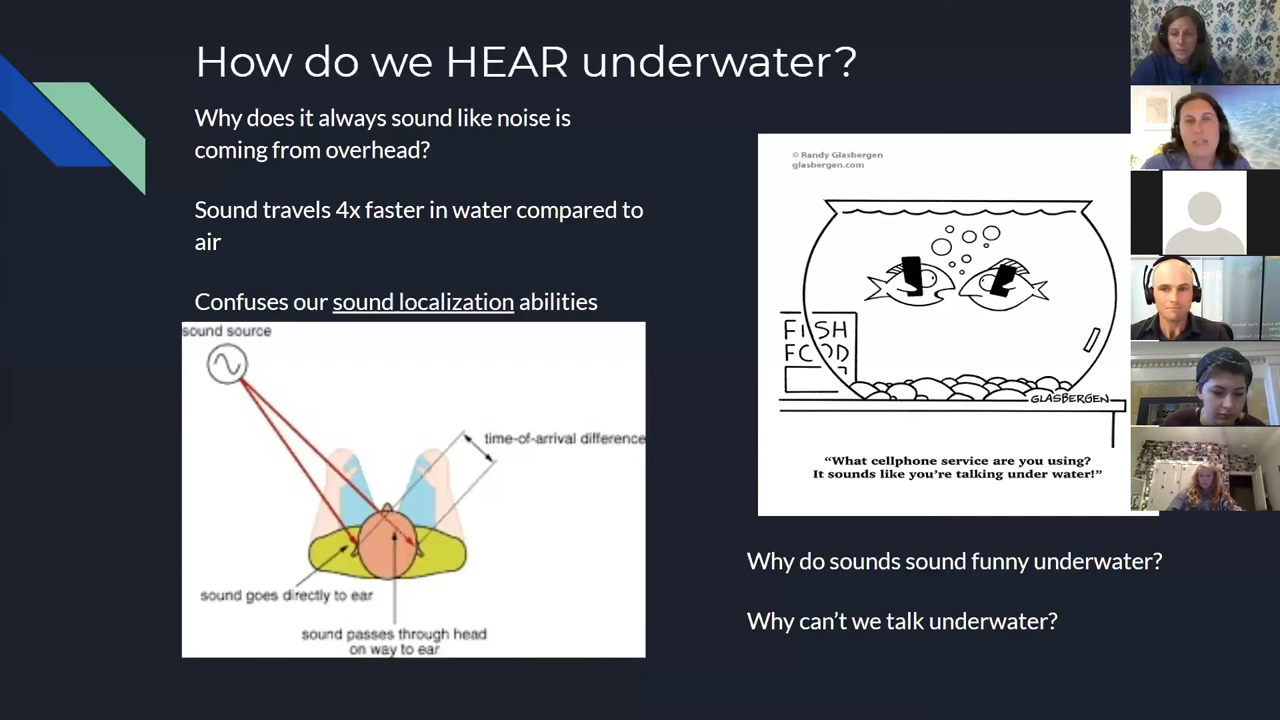 How do we HEAR underwater?
Why does it always sound like noise is
coming from overhead?
Sound travels 4x faster in water compared to
air
Confuses our sound localization abilities
sound source
time-of-arrival difference
sound goes directly to ear
sound passes through head
on way to ear
© Randy Glasbergen
glasbergen.com
FISH
FOOD
GLASBERGEN
“What cellphone service are you using?
It sounds like you’re talking under water!”
Why do sounds sound funny underwater?
Why can’t we talk underwater?